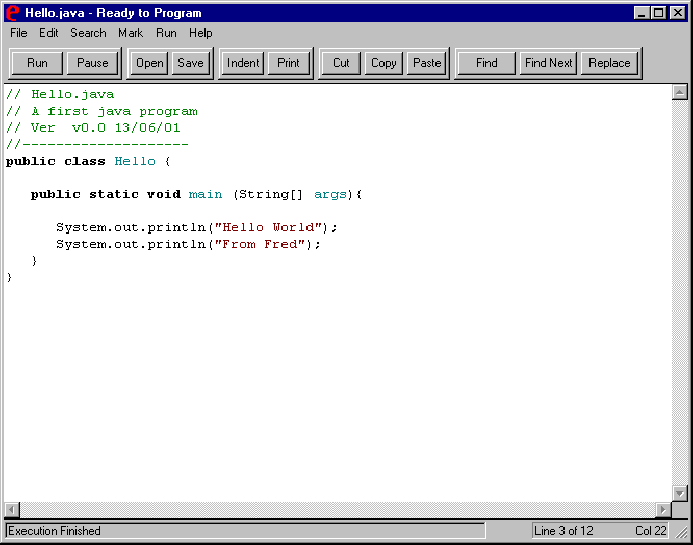 Hello.java - Ready to Program
File Edit Search Mark Run Help
Run Pause Open Save Indent Print Cut Copy Paste Find Find Next Replace
// Hello.java
// A first java program
// Ver  v0.0 13/06/01
//--------------------
public class Hello {
   public static void main (String[] args){
      System.out.println("Hello World");
      System.out.println("From Fred");
   }
}
Execution Finished Line 3 of 12 Col 22